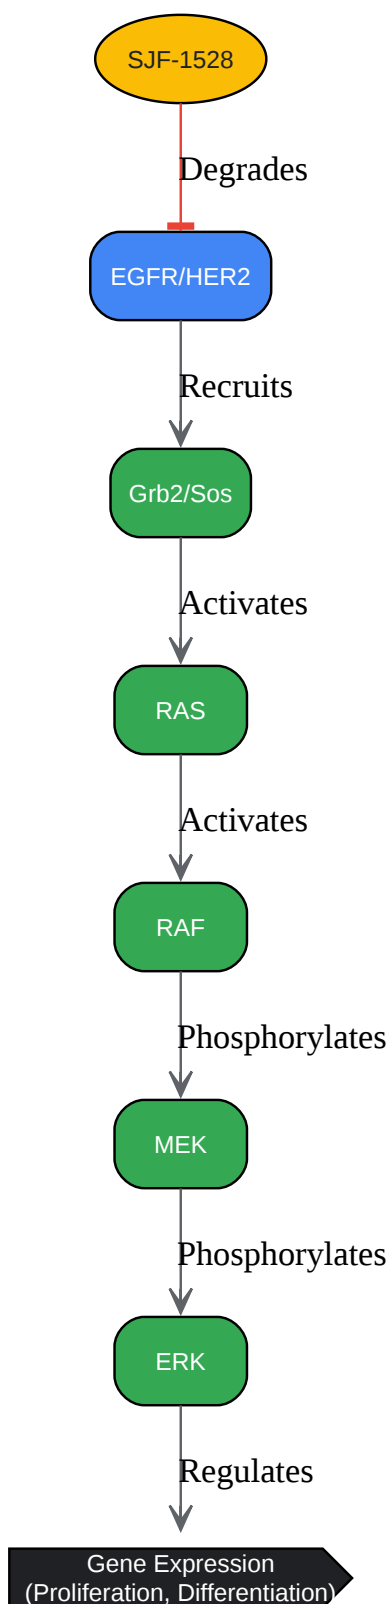 SJF-1528
Degrades
EGFR/HER2
Recruits
Grb2/Sos
Activates
RAS
Activates
RAF
Phosphorylates
MEK
Phosphorylates
ERK
Regulates
Gene Expression
(Proliferation, Differentiation)